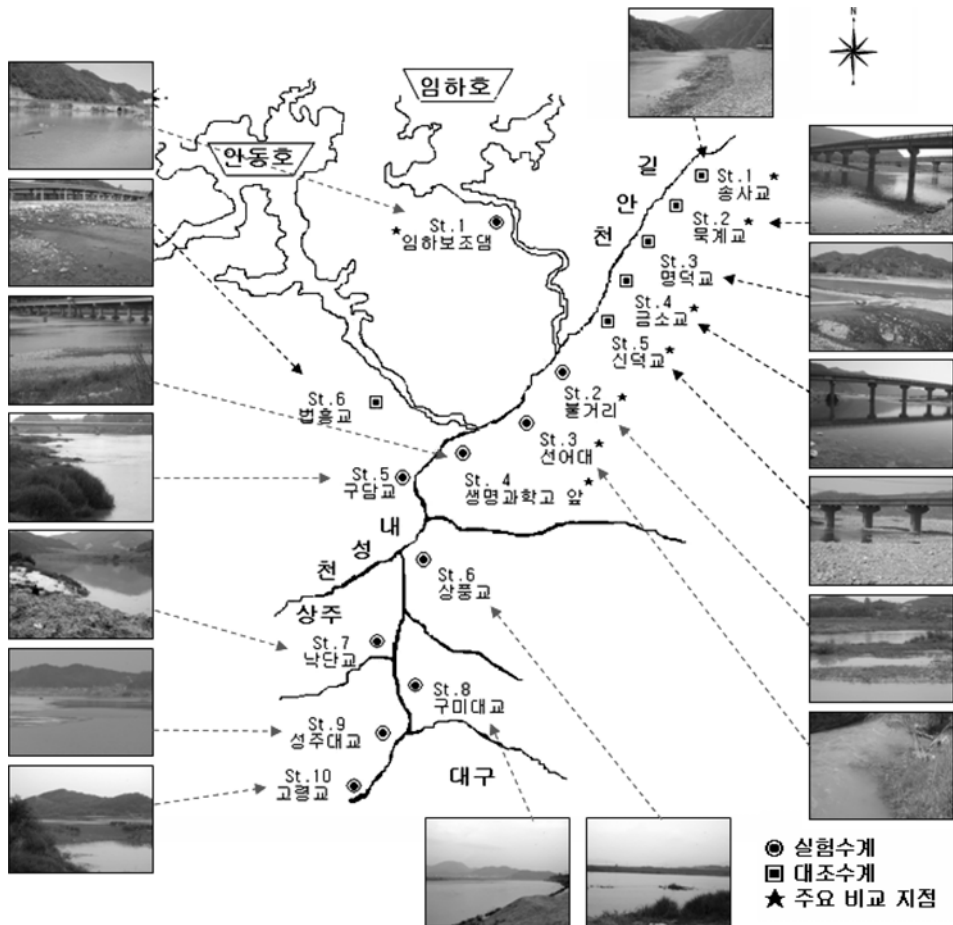 N
임하호
안동호
길
안
천
St.1 ★
송사교
St.2 ★
묵계교
St.3
명덕교
St.4 ★
금소교
St.5 ★
신덕교
St.1
★ 임하보조댐
St.2
불거리 ★
St.3
선어대 ★
St.4
생명과학고 앞 ★
St.6
법흥교
St.5
구담교
내
성
천
St.6
상풍교
상주
St.7
낙단교
St.8
구미대교
St.9
성주대교
St.10
고령교
대구
실험수계
대조수계
★ 주요 비교 지점